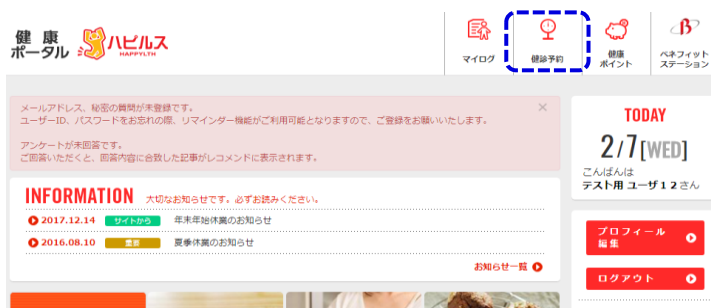 健 康
ポータル
ハピルス
HAPPYLTH
マイログ
健診予約
健康
ポイント
ベネフィット
ステーション
メールアドレス、秘密の質問が未登録です。
ユーザーID、パスワードをお忘れの際、リマインダー機能がご利用可能となりますので、ご登録をお願いいたします。
アンケートが未回答です。
ご回答いただくと、回答内容に合致した記事がレコメンドに表示されます。
INFORMATION 大切なお知らせです。必ずお読みください。
2017.12.14 サイトから 年末年始休業のお知らせ
2016.08.10 重要 夏季休業のお知らせ
お知らせ一覧
TODAY
2/7[WED]
こんばんは
テスト用 ユーザ１２さん
プロフィール
編集
ログアウト